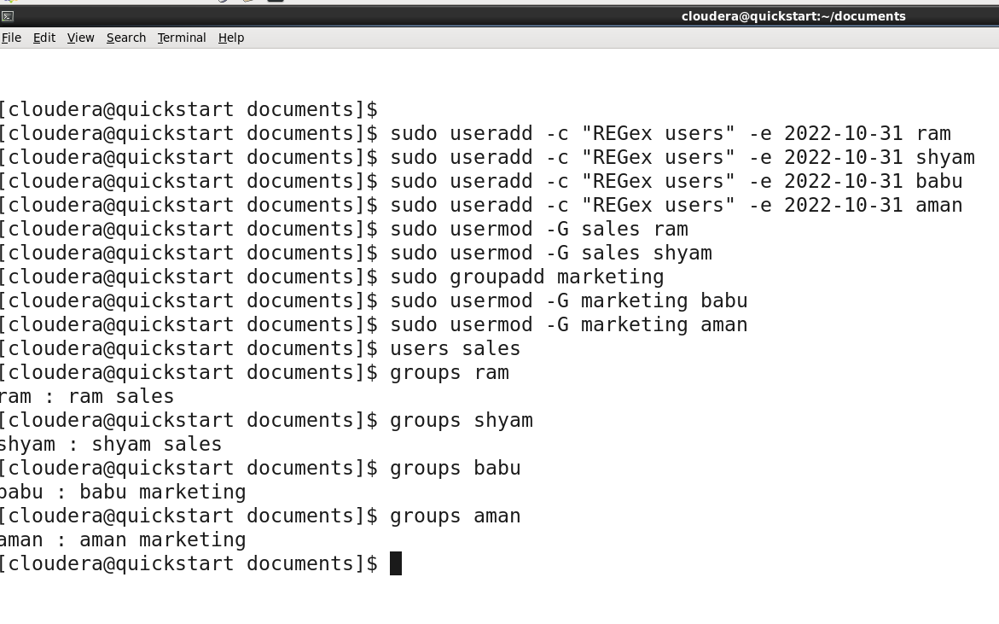 cloudera@quickstart:~/documents
File Edit View Search Terminal Help
[cloudera@quickstart documents]$
[cloudera@quickstart documents]$ sudo useradd -c "REGex users" -e 2022-10-31 ram
[cloudera@quickstart documents]$ sudo useradd -c "REGex users" -e 2022-10-31 shyam
[cloudera@quickstart documents]$ sudo useradd -c "REGex users" -e 2022-10-31 babu
[cloudera@quickstart documents]$ sudo useradd -c "REGex users" -e 2022-10-31 aman
[cloudera@quickstart documents]$ sudo usermod -G sales ram
[cloudera@quickstart documents]$ sudo usermod -G sales shyam
[cloudera@quickstart documents]$ sudo groupadd marketing
[cloudera@quickstart documents]$ sudo usermod -G marketing babu
[cloudera@quickstart documents]$ sudo usermod -G marketing aman
[cloudera@quickstart documents]$ users sales
[cloudera@quickstart documents]$ groups ram
ram : ram sales
[cloudera@quickstart documents]$ groups shyam
shyam : shyam sales
[cloudera@quickstart documents]$ groups babu
babu : babu marketing
[cloudera@quickstart documents]$ groups aman
aman : aman marketing
[cloudera@quickstart documents]$